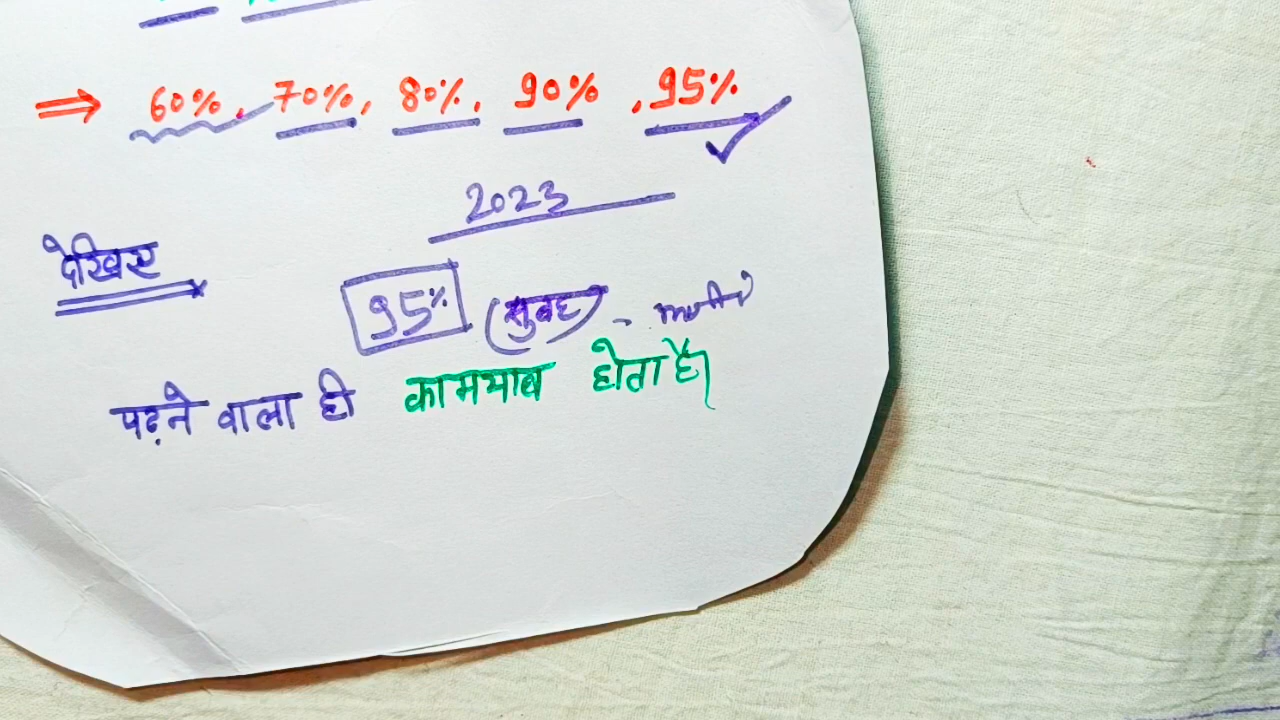 ⇒ 60%, 70%, 80%, 90%, 95%
2023
देखिए
95% (सुबह) -
पढ़ने वाला ही कामयाब होता है।